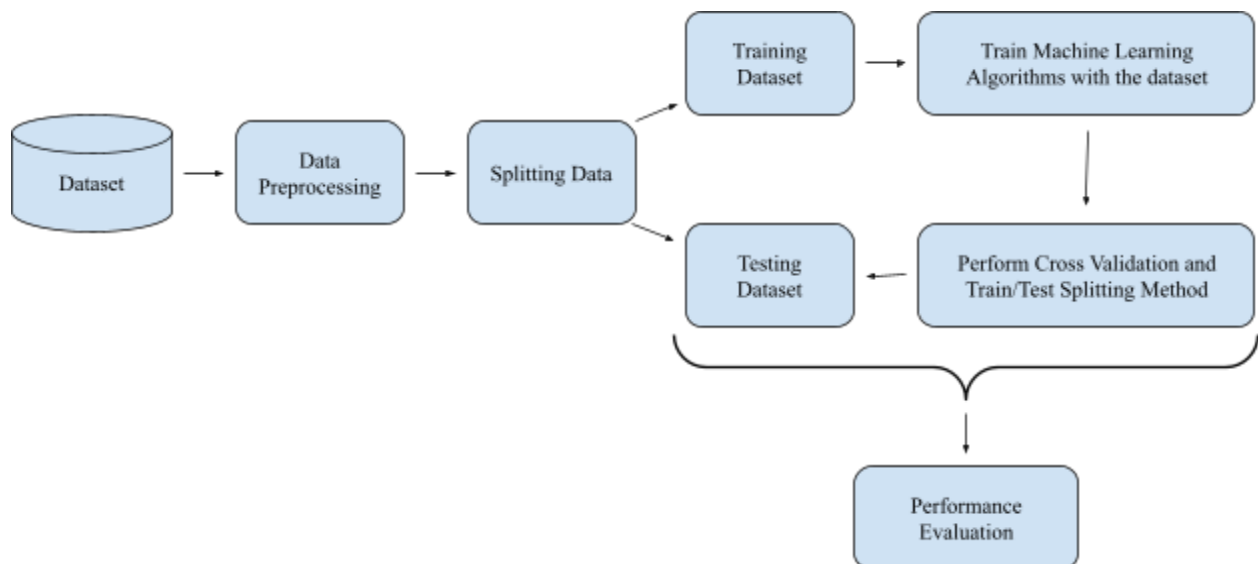 Dataset
Data
Preprocessing
Splitting Data
Training
Dataset
Train Machine Learning
Algorithms with the dataset
Testing
Dataset
Perform Cross Validation and
Train/Test Splitting Method
Performance
Evaluation